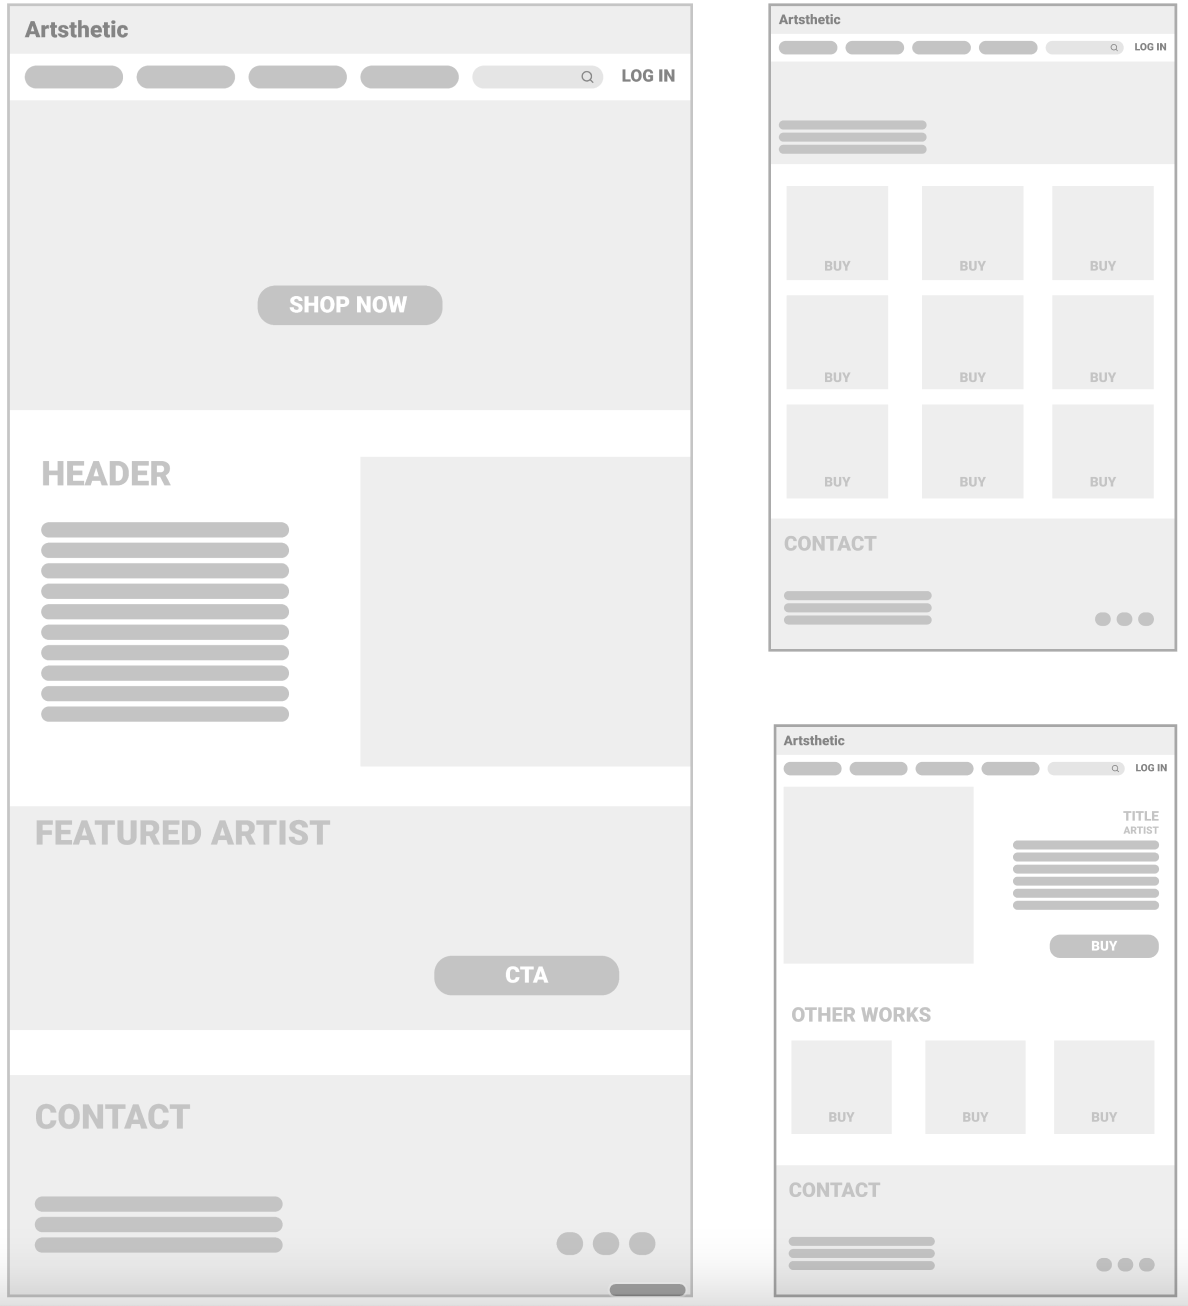 Artsthetic
LOG IN
SHOP NOW
HEADER
FEATURED ARTIST
CTA
CONTACT
Artsthetic
LOG IN
BUY BUY BUY
BUY BUY BUY
BUY BUY BUY
CONTACT
Artsthetic
LOG IN
TITLE
ARTIST
BUY
OTHER WORKS
BUY BUY BUY
CONTACT